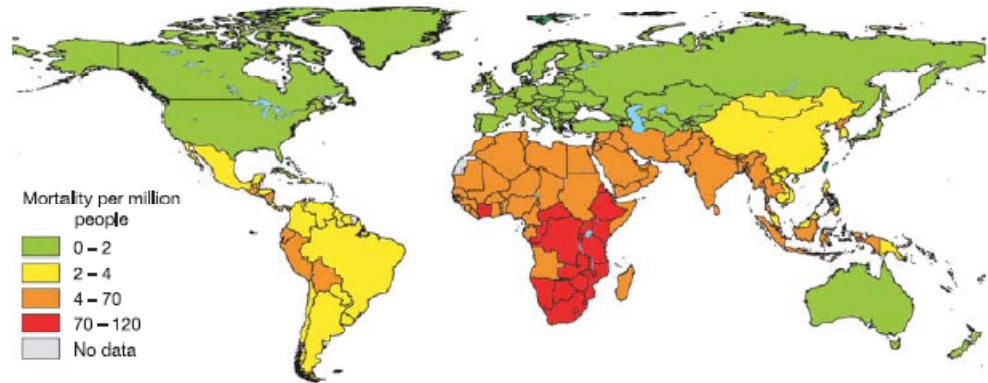 Mortality per million
people
0 – 2
2 – 4
4 – 70
70 – 120
No data